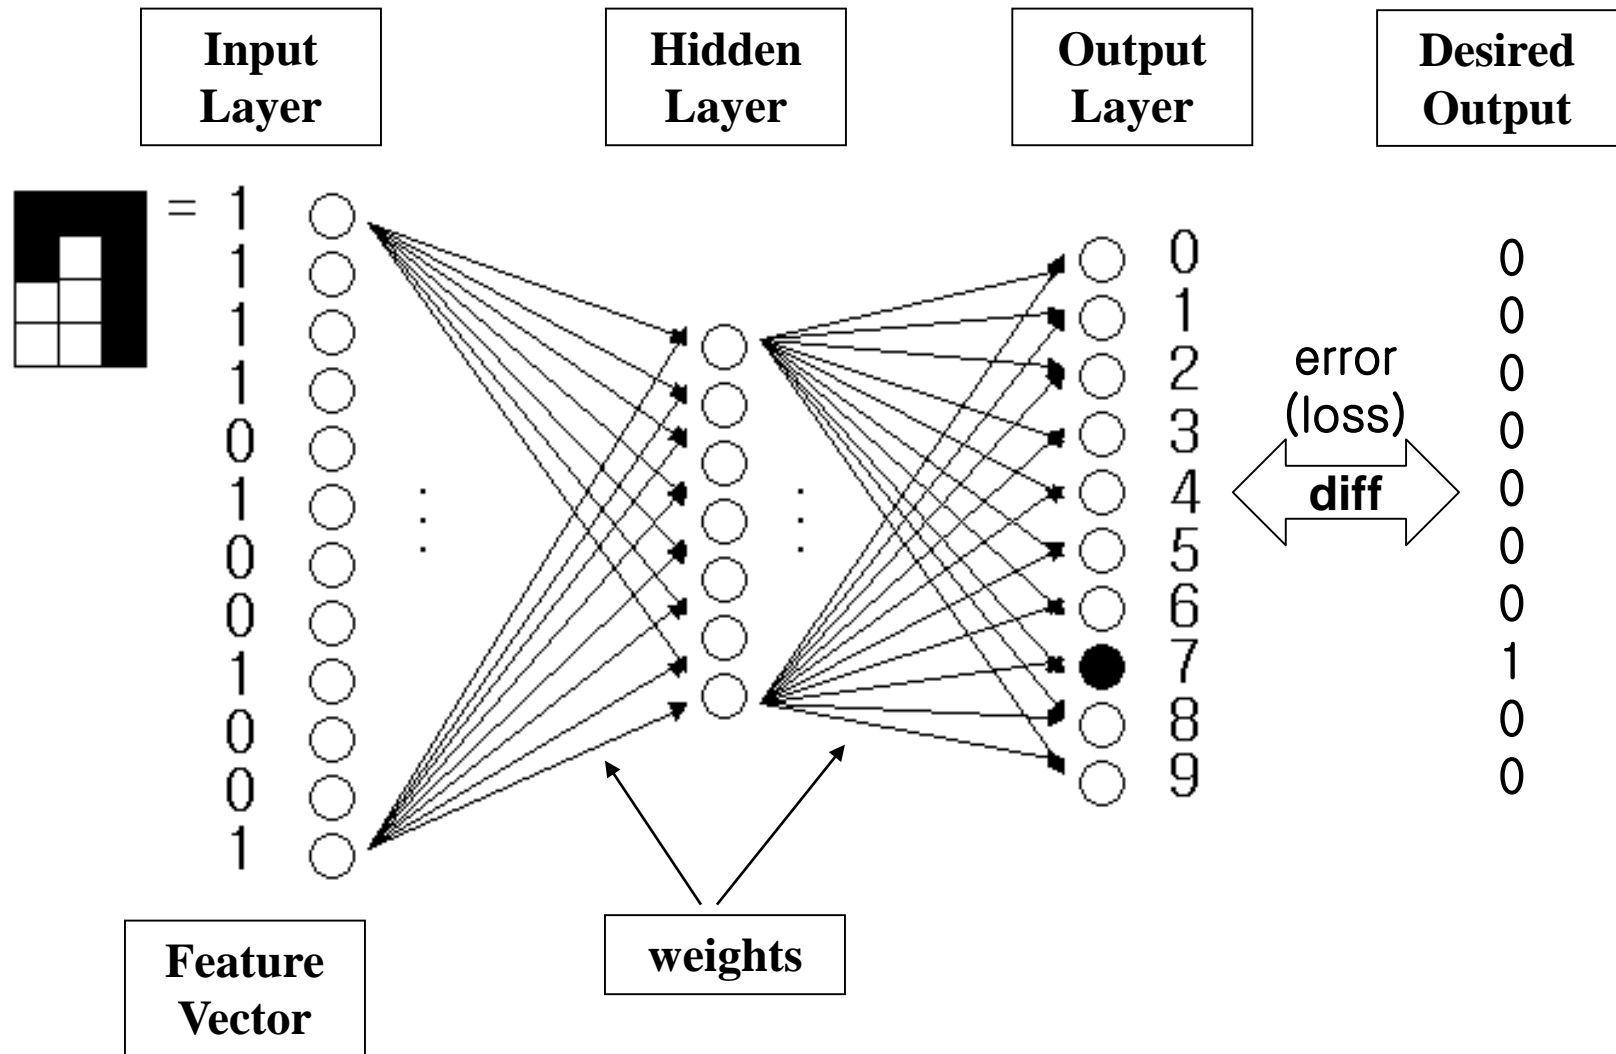 Input
Layer
Hidden
Layer
Output
Layer
Desired
Output
= 1
1
1
1
0
1
0
0
1
0
0
1
0
1
2
3
4
5
6
7
8
9
error
(loss)
diff
0
0
0
0
0
0
0
1
0
0
Feature
Vector
weights